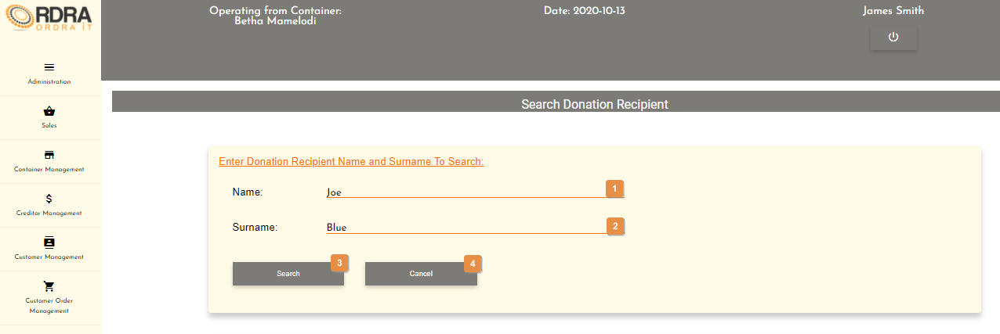 RDRA
ORDRA IT
Operating from Container:
Betha Mamelodi
Date: 2020-10-13
James Smith
Administration
Sales
Container Management
Creditor Management
Customer Management
Customer Order
Management
Search Donation Recipient
Enter Donation Recipient Name and Surname To Search:
Name: Joe 1
Surname: Blue 2
Search 3 Cancel 4